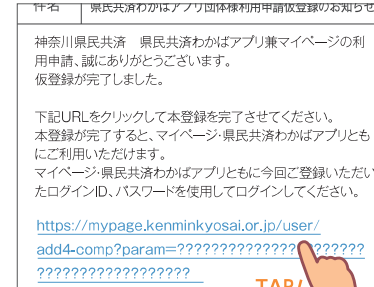 件名 県民共済わかばアプリ団体様利用申請仮登録のお知らせ
神奈川県民共済　県民共済わかばアプリ兼マイページの利
用申請、誠にありがとうございます。
仮登録が完了しました。
下記URLをクリックして本登録を完了させてください。
本登録が完了すると、マイページ・県民共済わかばアプリとも
にご利用いただけます。
マイページ・県民共済わかばアプリともに今回ご登録いただい
たログインID、パスワードを使用してログインしてください。
https://mypage.kenminkyosai.or.jp/user/
add4-comp?param=?????????????? ??????
??????????????????
TAP!